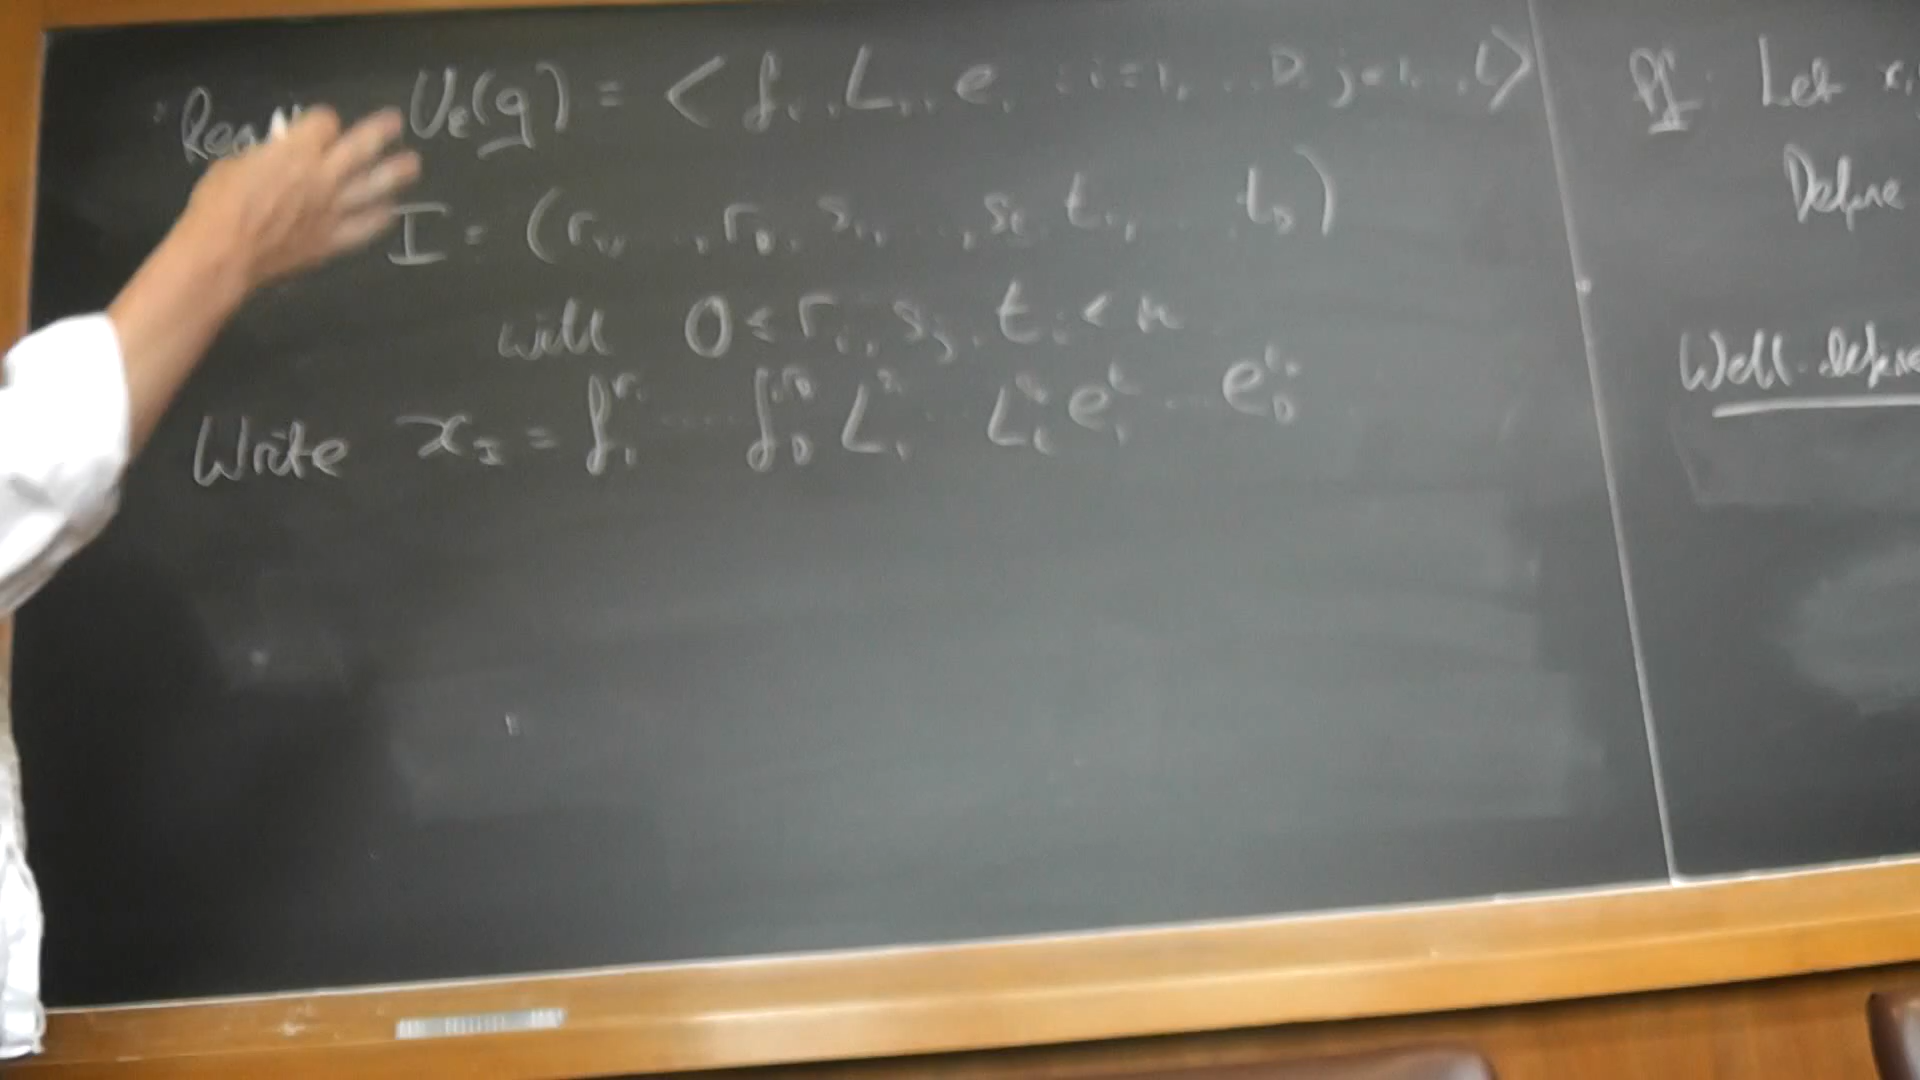 Recall U_ε(g) = < f_i, L_j, e_i : i=1, ..., D, j=1, ..., l >
I = (r_1, ..., r_D, s_1, ..., s_l, t_1, ..., t_D)
with 0 ≤ r_i, s_j, t_i < n
Write x_I = f_1^{r_1} ... f_D^{r_D} L_1^{s_1} ... L_l^{s_l} e_1^{t_1} ... e_D^{t_D}
Pf: Let
Define
Well-define